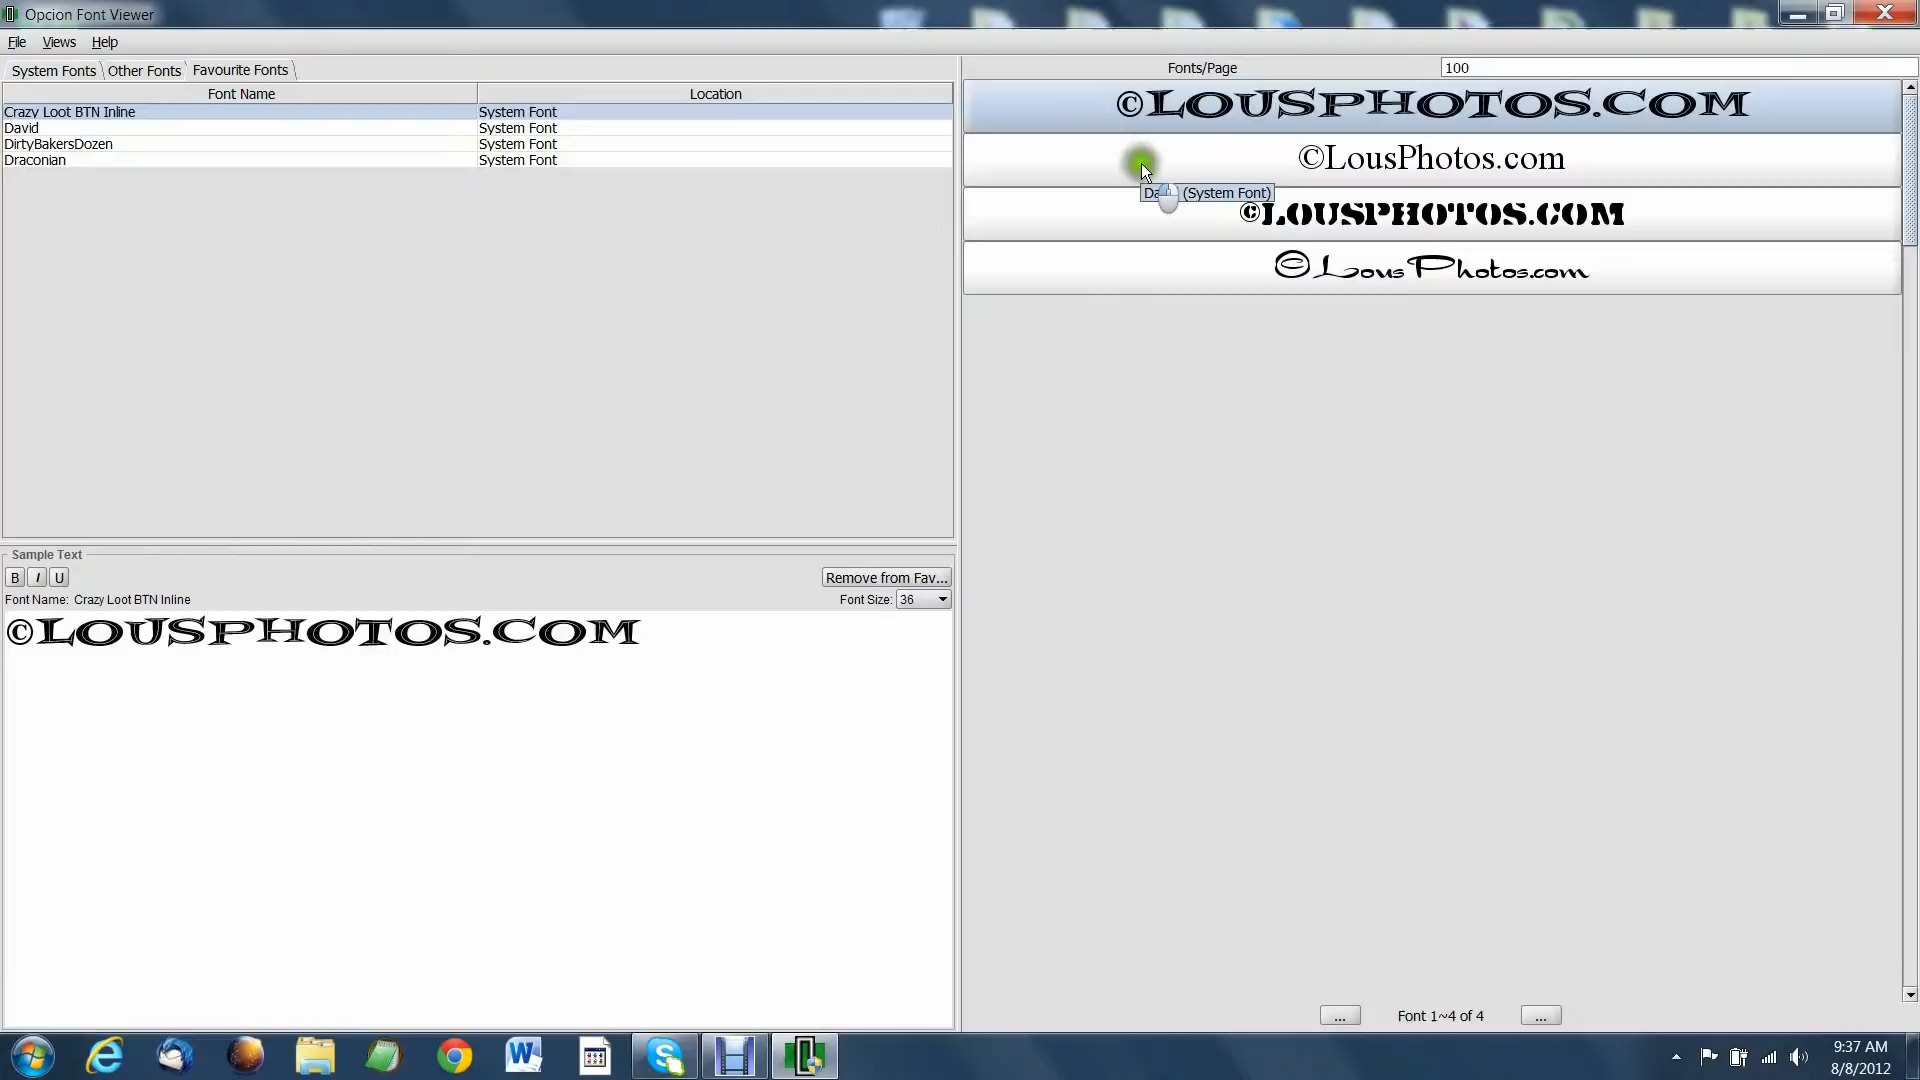 Opcion Font Viewer
File Views Help
System Fonts Other Fonts Favourite Fonts
Font Name Location
Crazy Loot BTN Inline System Font
David System Font
DirtyBakersDozen System Font
Draconian System Font
Sample Text
B I U Remove from Fav...
Font Name: Crazy Loot BTN Inline Font Size: 36
©LOUSPHOTOS.COM
Fonts/Page 100
©LOUSPHOTOS.COM
©LousPhotos.com
(System Font)
©LOUSPHOTOS.COM
©LousPhotos.com
... Font 1~4 of 4 ...
9:37 AM
8/8/2012